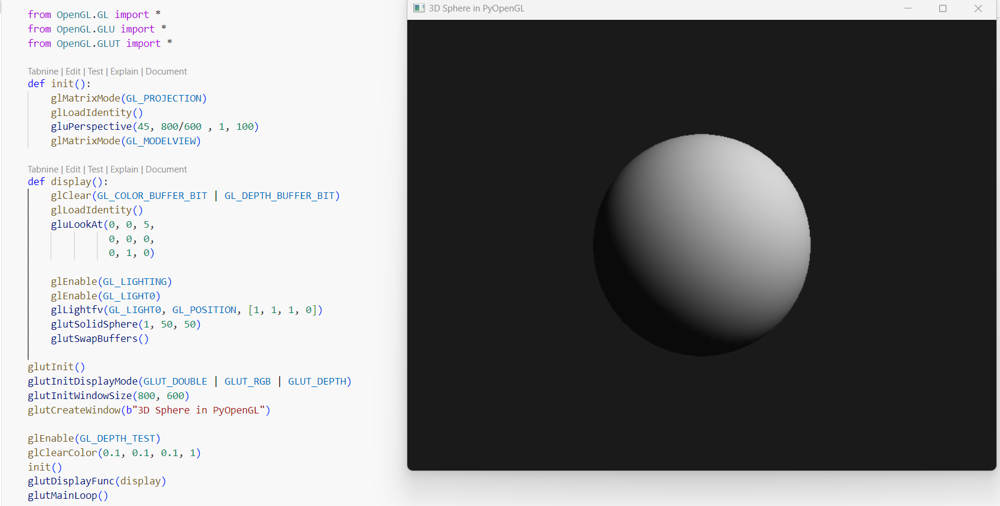 from OpenGL.GL import *
from OpenGL.GLU import *
from OpenGL.GLUT import *
Tabnine | Edit | Test | Explain | Document
def init():
glMatrixMode(GL_PROJECTION)
glLoadIdentity()
gluPerspective(45, 800/600 , 1, 100)
glMatrixMode(GL_MODELVIEW)
Tabnine | Edit | Test | Explain | Document
def display():
glClear(GL_COLOR_BUFFER_BIT | GL_DEPTH_BUFFER_BIT)
glLoadIdentity()
gluLookAt(0, 0, 5,
0, 0, 0,
0, 1, 0)
glEnable(GL_LIGHTING)
glEnable(GL_LIGHT0)
glLightfv(GL_LIGHT0, GL_POSITION, [1, 1, 1, 0])
glutSolidSphere(1, 50, 50)
glutSwapBuffers()
glutInit()
glutInitDisplayMode(GLUT_DOUBLE | GLUT_RGB | GLUT_DEPTH)
glutInitWindowSize(800, 600)
glutCreateWindow(b"3D Sphere in PyOpenGL")
glEnable(GL_DEPTH_TEST)
glClearColor(0.1, 0.1, 0.1, 1)
init()
glutDisplayFunc(display)
glutMainLoop()
3D Sphere in PyOpenGL